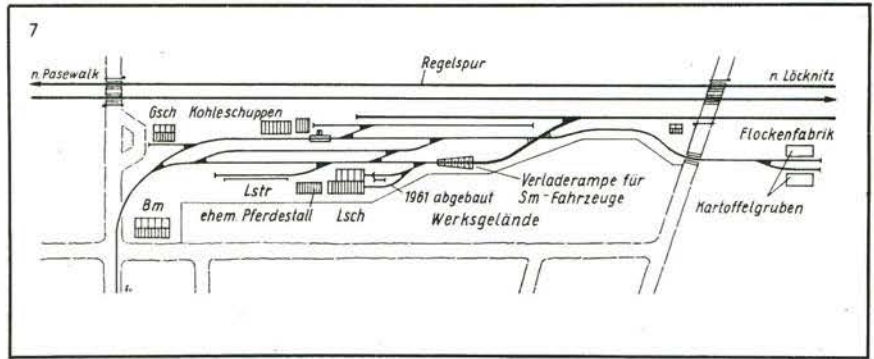 7
n. Pasewalk
Regelspur
n. Löcknitz
Gsch Kohleschuppen
Flockenfabrik
Lstr
1961 abgebaut
Verladerampe für
Sm-Fahrzeuge
Bm
ehem. Pferdestall
Lsch
Werksgelände
Kartoffelgruben